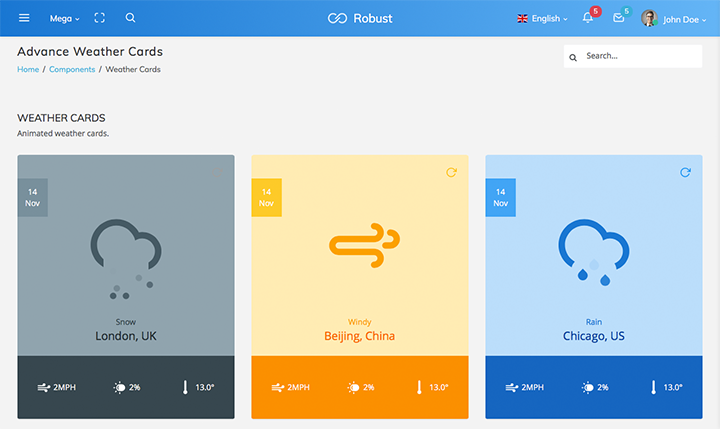 Mega
Robust
English
5
5
John Doe
Advance Weather Cards
Home / Components / Weather Cards
Search...
WEATHER CARDS
Animated weather cards.
14
Nov
Snow
London, UK
2MPH
2%
13.0°
14
Nov
Windy
Beijing, China
2MPH
2%
13.0°
14
Nov
Rain
Chicago, US
2MPH
2%
13.0°